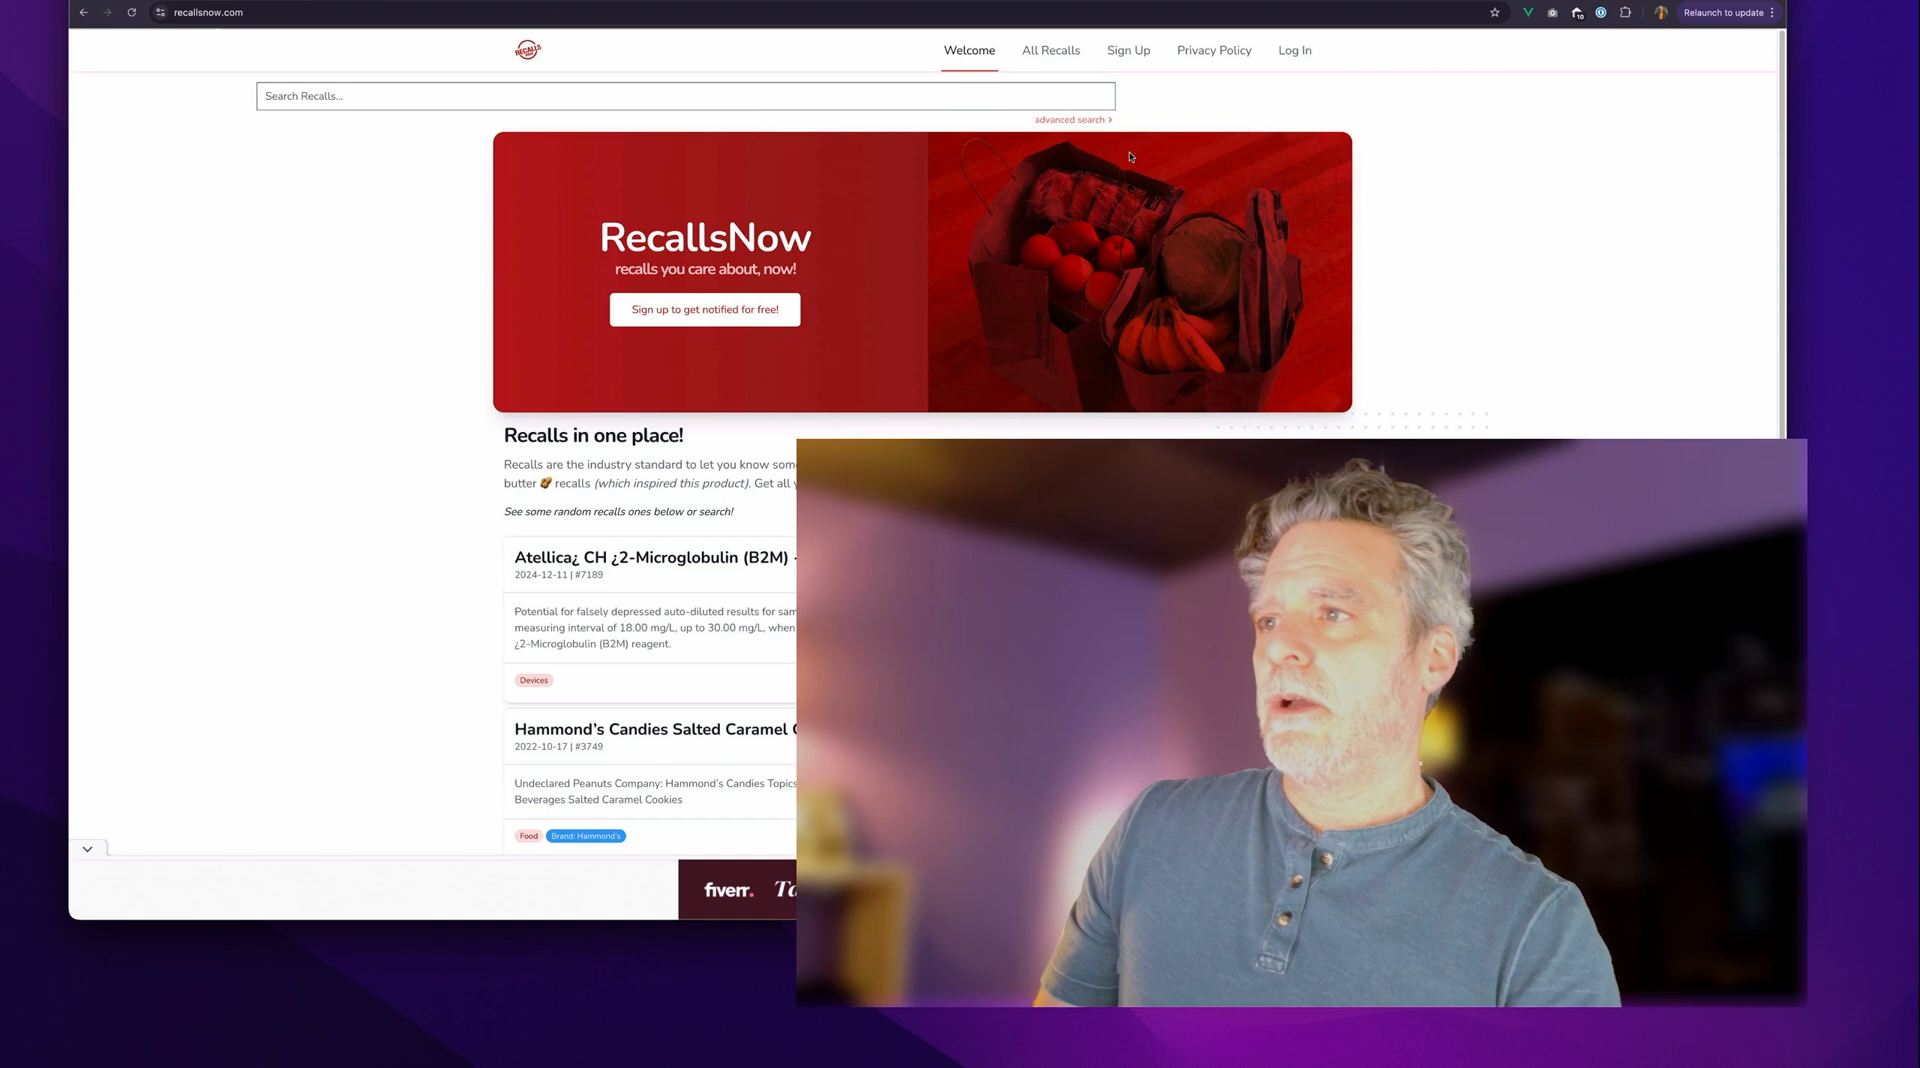 recallsnow.com
Relaunch to update
RECALLS
Welcome
All Recalls
Sign Up
Privacy Policy
Log In
Search Recalls...
advanced search ›
RecallsNow
recalls you care about, now!
Sign up to get notified for free!
Recalls in one place!
Recalls are the industry standard to let you know som
butter 🥜 recalls (which inspired this product). Get all
See some random recalls ones below or search!
Atellica¿ CH ¿2-Microglobulin (B2M) -
2024-12-11 | #7189
Potential for falsely depressed auto-diluted results for sam
measuring interval of 18.00 mg/L, up to 30.00 mg/L, when
¿2-Microglobulin (B2M) reagent.
Devices
Hammond's Candies Salted Caramel C
2022-10-17 | #3749
Undeclared Peanuts Company: Hammond's Candies Topics
Beverages Salted Caramel Cookies
Food
Brand: Hammond's
fiverr.